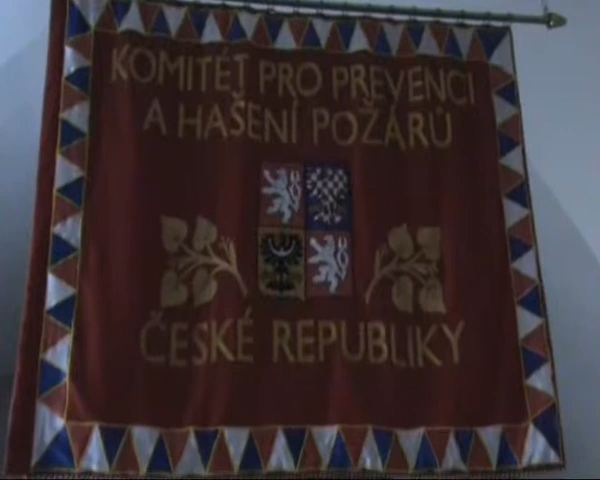 KOMITÉT PRO PREVENCI
A HAŠENÍ POŽÁRŮ
ČESKÉ REPUBLIKY